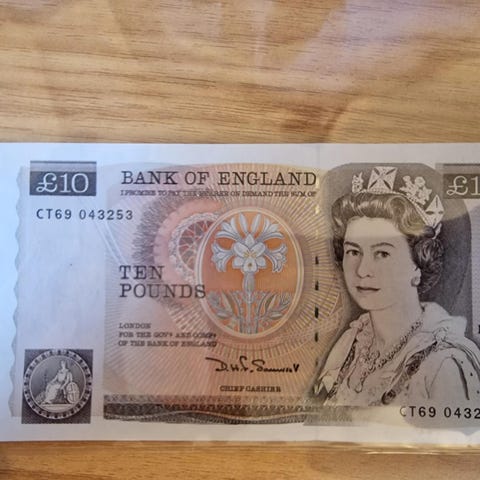 £10
BANK OF ENGLAND
£1
I PROMISE TO PAY THE BEARER ON DEMAND THE SUM OF
CT69 043253
TEN
POUNDS
LONDON
FOR THE GOVR AND COMPA
OF THE BANK OF ENGLAND
CHIEF CASHIER
CT69 0432